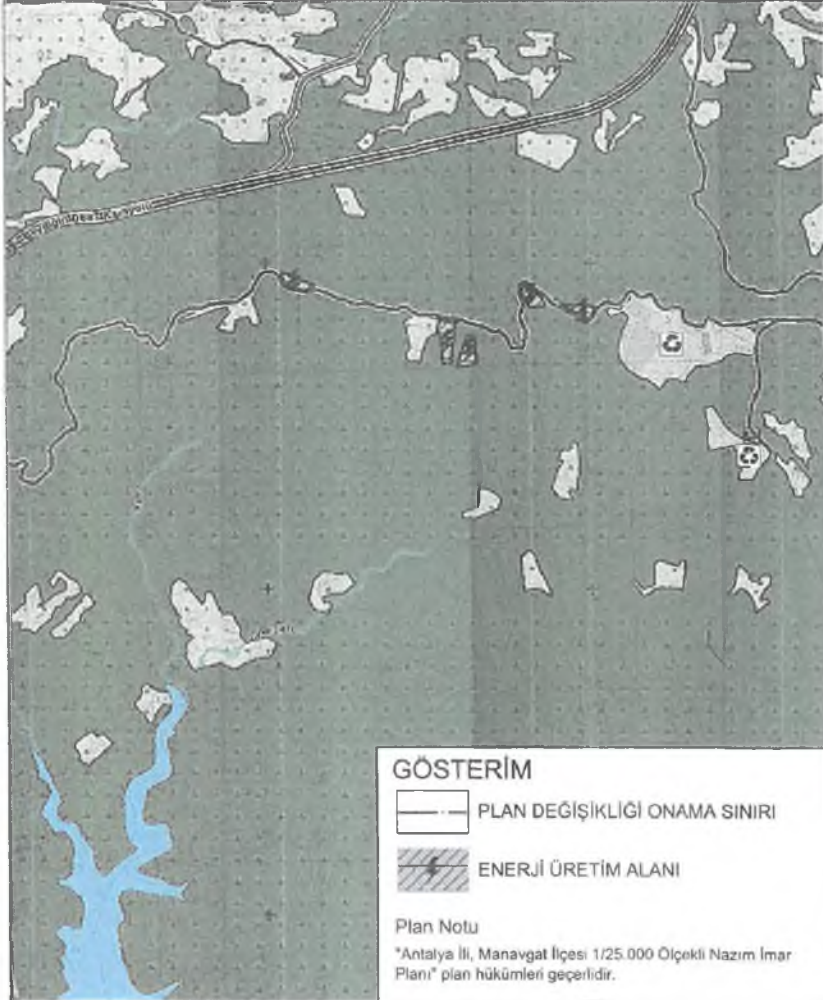 GÖSTERİM
PLAN DEĞİŞİKLİĞİ ONAMA SINIRI
ENERJİ ÜRETİM ALANI
Plan Notu
"Antalya İli, Manavgat İlçesi 1/25.000 Ölçekli Nazım İmar
Planı" plan hükümleri geçerlidir.